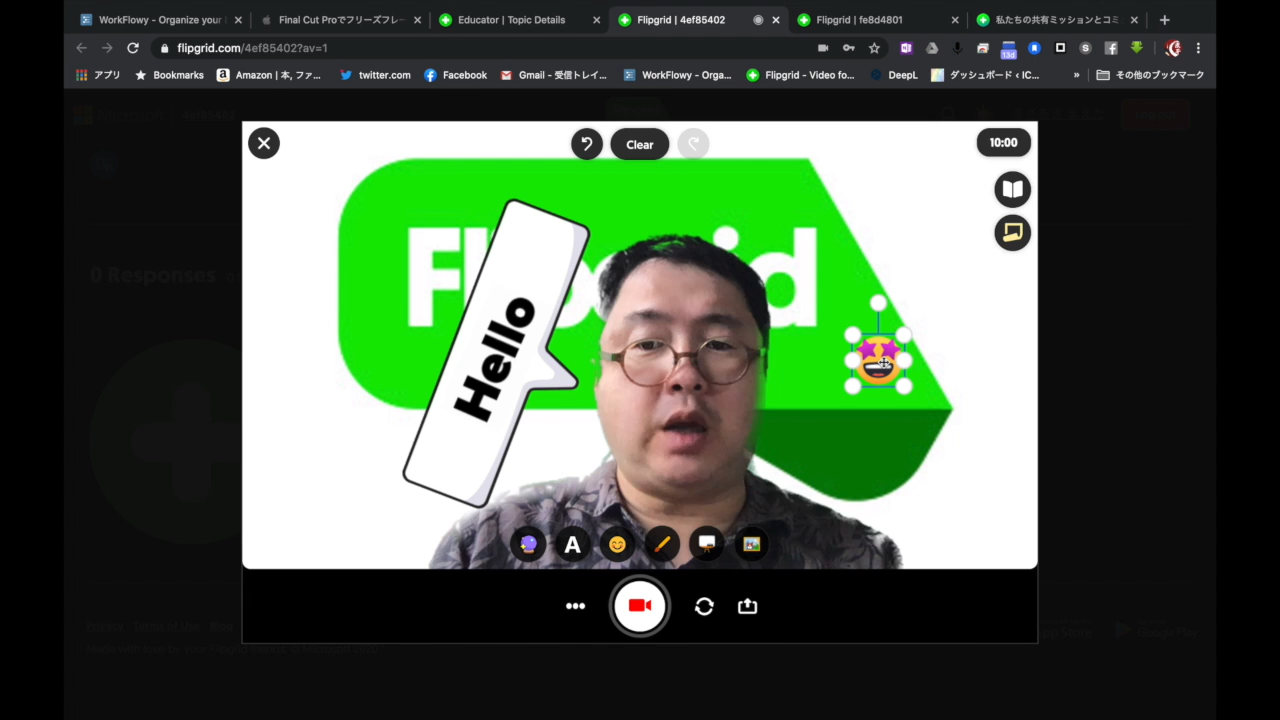 WorkFlowy - Organize your
Final Cut Proでフリーズフレー
Educator | Topic Details
Flipgrid | 4ef85402
Flipgrid | fe8d4801
私たちの共有ミッションとコミ
flipgrid.com/4ef85402?av=1
13d
アプリ
Bookmarks
Amazon | 本, ファ...
twitter.com
Facebook
Gmail - 受信トレイ...
WorkFlowy - Orga...
Flipgrid - Video fo...
DeepL
ダッシュボード ‹ IC...
»
その他のブックマーク
Clear
10:00
Hello
0 Responses
A